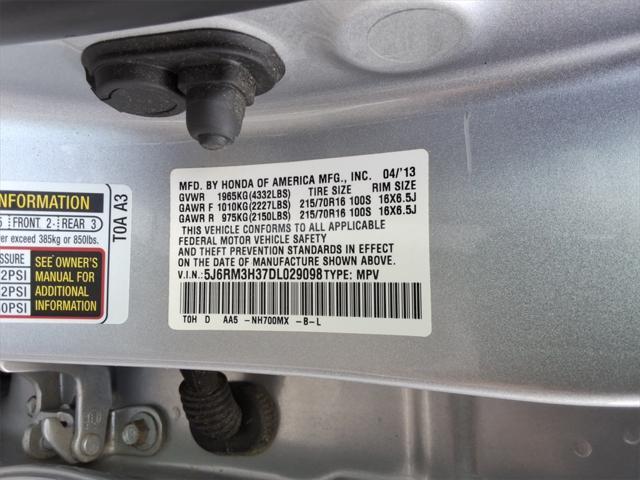 MFD. BY HONDA OF AMERICA MFG., INC. 04/'13
GVWR 1965KG(4332LBS) TIRE SIZE RIM SIZE
GAWR F 1010KG(2227LBS) 215/70R16 100S 16X6.5J
GAWR R 975KG(2150LBS) 215/70R16 100S 16X6.5J
THIS VEHICLE CONFORMS TO ALL APPLICABLE
FEDERAL MOTOR VEHICLE SAFETY
AND THEFT PREVENTION STANDARDS IN EFFECT
ON THE DATE OF MANUFACTURE SHOWN ABOVE.
V.I.N.: 5J6RM3H37DL029098 TYPE: MPV
TOH D AA5 -NH700MX -B-L
INFORMATION
5 FRONT 2 REAR 3
exceed 385kg or 850lbs.
SEE OWNER'S
MANUAL FOR
ADDITIONAL
INFORMATION
2PSI
2PSI
0PSI
T0A A3